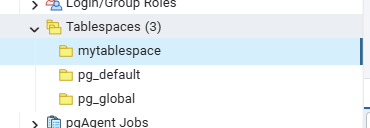 Login/Group Roles
Tablespaces (3)
mytablespace
pg_default
pg_global
pgAgent Jobs